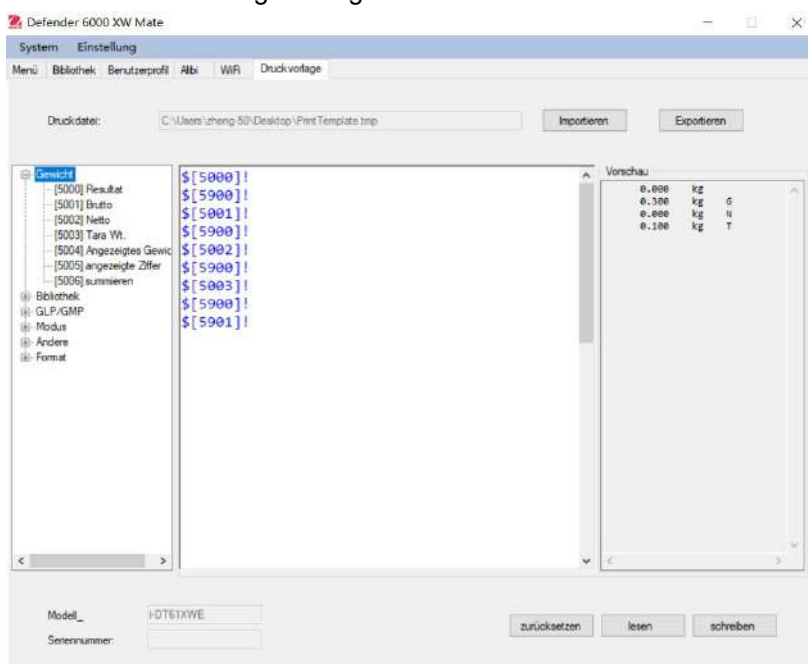 Defender 6000 XW Mate
System Einstellung
Menü Bibliothek Benutzerprofil Alibi WiFi Druckvorlage
Druckdatei: C:\Users\zheng-50\Desktop\Print Template.tmp Importieren Exportieren
Gewicht
[5000] Resultat
[5001] Brutto
[5002] Netto
[5003] Tara Wt.
[5004] Angezeigtes Gewic
[5005] angezeigte Ziffer
[5006] summieren
Bibliothek
GLP/GMP
Modus
Andere
Format
$[5000]!
$[5900]!
$[5001]!
$[5900]!
$[5002]!
$[5900]!
$[5003]!
$[5900]!
$[5901]!
Vorschau
0.000 kg
0.300 kg G
0.000 kg N
0.100 kg T
Modell_ i-DT61XWE
Seriennummer:
zurücksetzen lesen schreiben